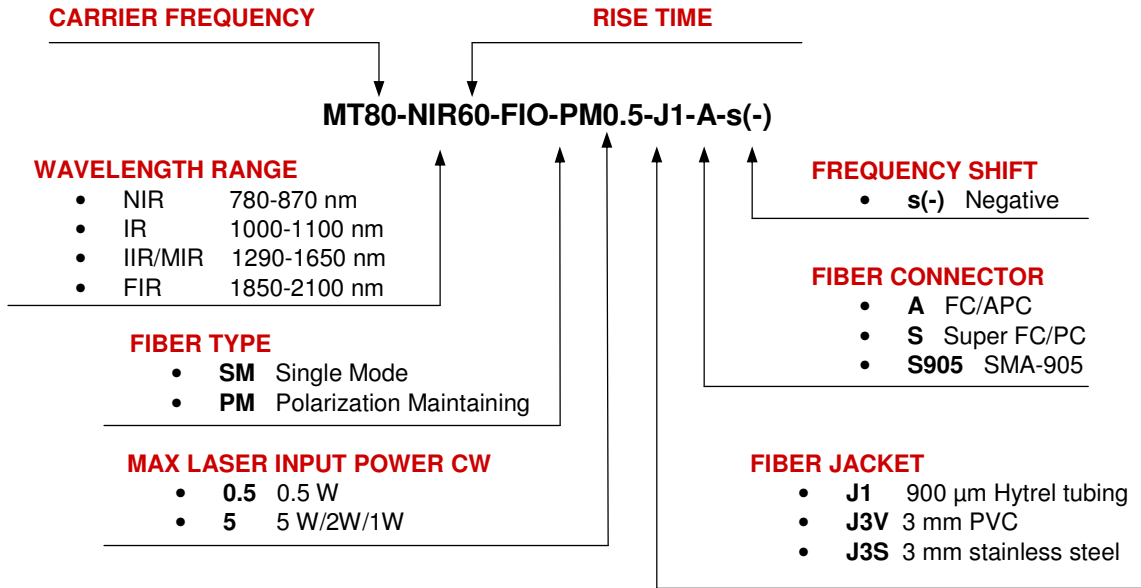 CARRIER FREQUENCY
RISE TIME
MT80-NIR60-FIO-PM0.5-J1-A-s(-)
WAVELENGTH RANGE
• NIR 780-870 nm
• IR 1000-1100 nm
• IIR/MIR 1290-1650 nm
• FIR 1850-2100 nm
FREQUENCY SHIFT
• s(-) Negative
FIBER CONNECTOR
• A FC/APC
• S Super FC/PC
• S905 SMA-905
FIBER TYPE
• SM Single Mode
• PM Polarization Maintaining
MAX LASER INPUT POWER CW
• 0.5 0.5 W
• 5 5 W/2W/1W
FIBER JACKET
• J1 900 µm Hytrel tubing
• J3V 3 mm PVC
• J3S 3 mm stainless steel